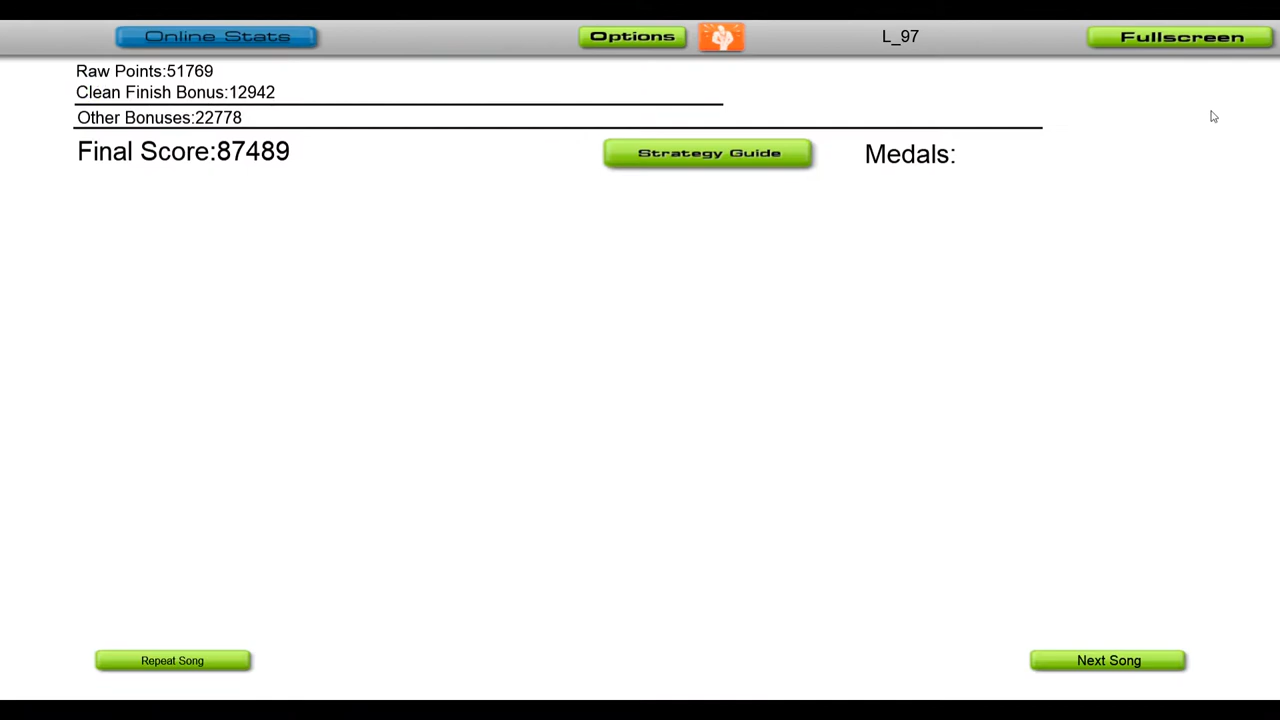 Online Stats
Options
L_97
Fullscreen
Raw Points:51769
Clean Finish Bonus:12942
Other Bonuses:22778
Final Score:87489
Strategy Guide
Medals:
Repeat Song
Next Song